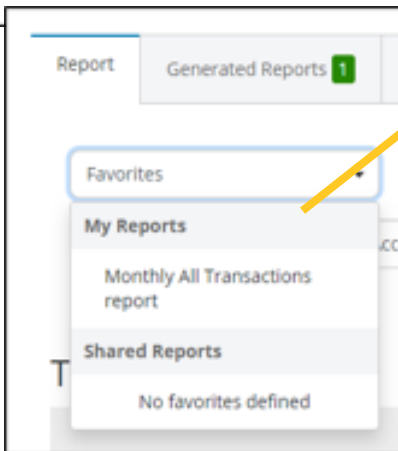 Report
Generated Reports 1
Favorites
My Reports
Monthly All Transactions
report
Shared Reports
No favorites defined